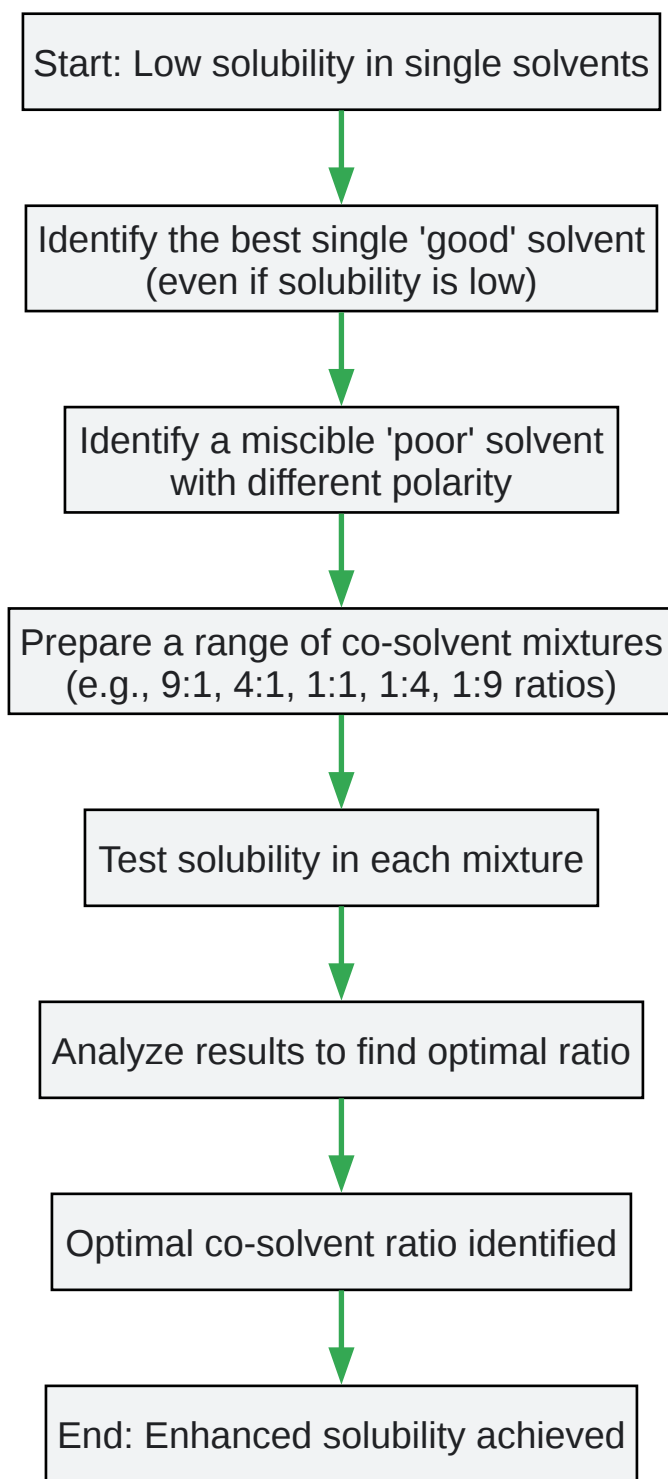 Start: Low solubility in single solvents
Identify the best single 'good' solvent
(even if solubility is low)
Identify a miscible 'poor' solvent
with different polarity
Prepare a range of co-solvent mixtures
(e.g., 9:1, 4:1, 1:1, 1:4, 1:9 ratios)
Test solubility in each mixture
Analyze results to find optimal ratio
Optimal co-solvent ratio identified
End: Enhanced solubility achieved